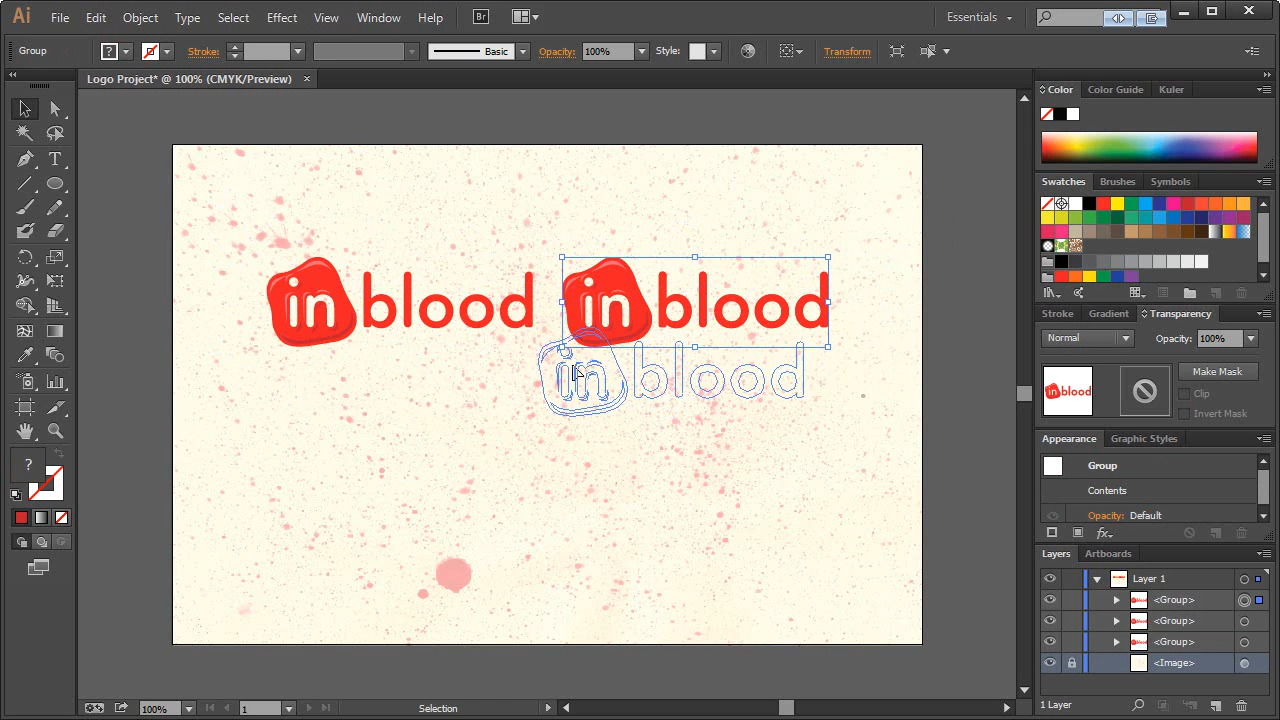 Ai File Edit Object Type Select Effect View Window Help Br Essentials
Group ? Stroke: Basic Opacity: 100% Style: Transform
Logo Project* @ 100% (CMYK/Preview) ×
Color Color Guide Kuler
Swatches Brushes Symbols
in blood in blood
in blood
Stroke Gradient Transparency
Normal Opacity: 100%
inblood Make Mask
Clip
Invert Mask
Appearance Graphic Styles
Group
Contents
Opacity: Default
fx
?
Layers Artboards
Layer 1
<Group>
<Group>
<Group>
<Image>
1 Layer
100% 1 Selection